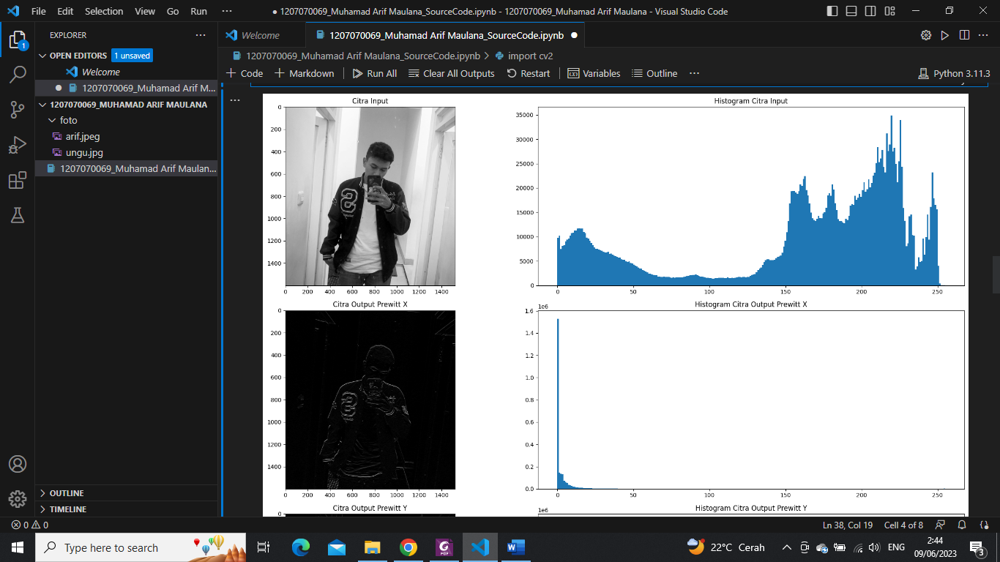 File Edit Selection View Go Run ···
● 1207070069_Muhamad Arif Maulana_SourceCode.ipynb - 1207070069_Muhamad Arif Maulana - Visual Studio Code
EXPLORER ···
OPEN EDITORS 1 unsaved
Welcome
1207070069_Muhamad Arif M...
1207070069_MUHAMAD ARIF MAULANA
foto
arif.jpeg
ungu.jpg
1207070069_Muhamad Arif Maulan...
OUTLINE
TIMELINE
1
Welcome
1207070069_Muhamad Arif Maulana_SourceCode.ipynb
1207070069_Muhamad Arif Maulana_SourceCode.ipynb > import cv2
+ Code + Markdown Run All Clear All Outputs Restart Variables Outline ··· Python 3.11.3
Citra Input
0
200
400
600
800
1000
1200
1400
0 200 400 600 800 1000 1200 1400
S
Histogram Citra Input
35000
30000
25000
20000
15000
10000
5000
0
0 50 100 150 200 250
Citra Output Prewitt X
0
200
400
600
800
1000
1200
1400
0 200 400 600 800 1000 1200 1400
Histogram Citra Output Prewitt X
1e6
1.6
1.4
1.2
1.0
0.8
0.6
0.4
0.2
0.0
0 50 100 150 200 250
Citra Output Prewitt Y
0
Histogram Citra Output Prewitt Y
1e6
0 0
Ln 38, Col 19 Cell 4 of 8
Type here to search
PDF
22°C Cerah
ENG
2:44
09/06/2023
3